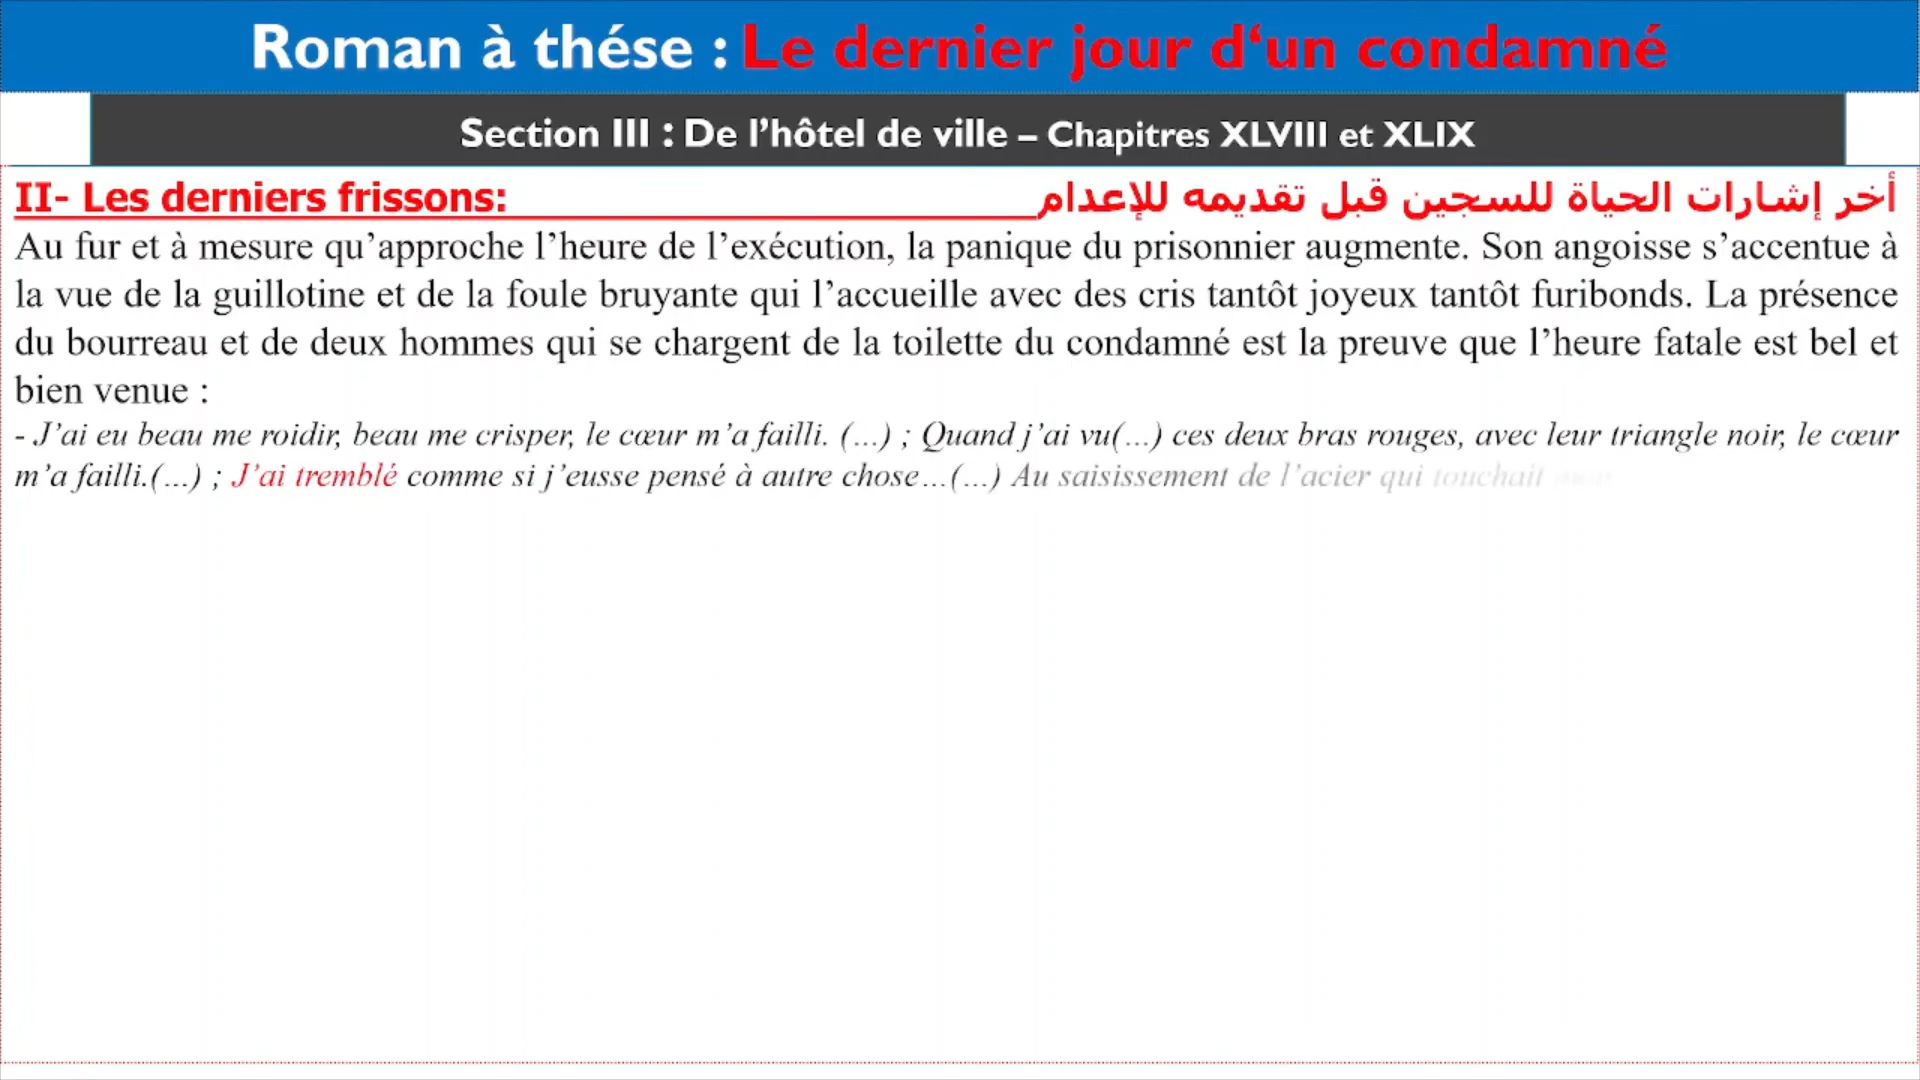 Roman à thése : Le dernier jour d‘un condamné
Section III : De l’hôtel de ville – Chapitres XLVIII et XLIX
II- Les derniers frissons: أخر إشارات الحياة للسجين قبل تقديمه للإعدام
Au fur et à mesure qu’approche l’heure de l’exécution, la panique du prisonnier augmente. Son angoisse s’accentue à
la vue de la guillotine et de la foule bruyante qui l’accueille avec des cris tantôt joyeux tantôt furibonds. La présence
du bourreau et de deux hommes qui se chargent de la toilette du condamné est la preuve que l’heure fatale est bel et
bien venue :
- J’ai eu beau me roidir, beau me crisper, le cœur m’a failli. (…) ; Quand j’ai vu(…) ces deux bras rouges, avec leur triangle noir, le cœur
m’a failli.(…) ; J’ai tremblé comme si j’eusse pensé à autre chose…(…) Au saisissement de l’acier qui touchait